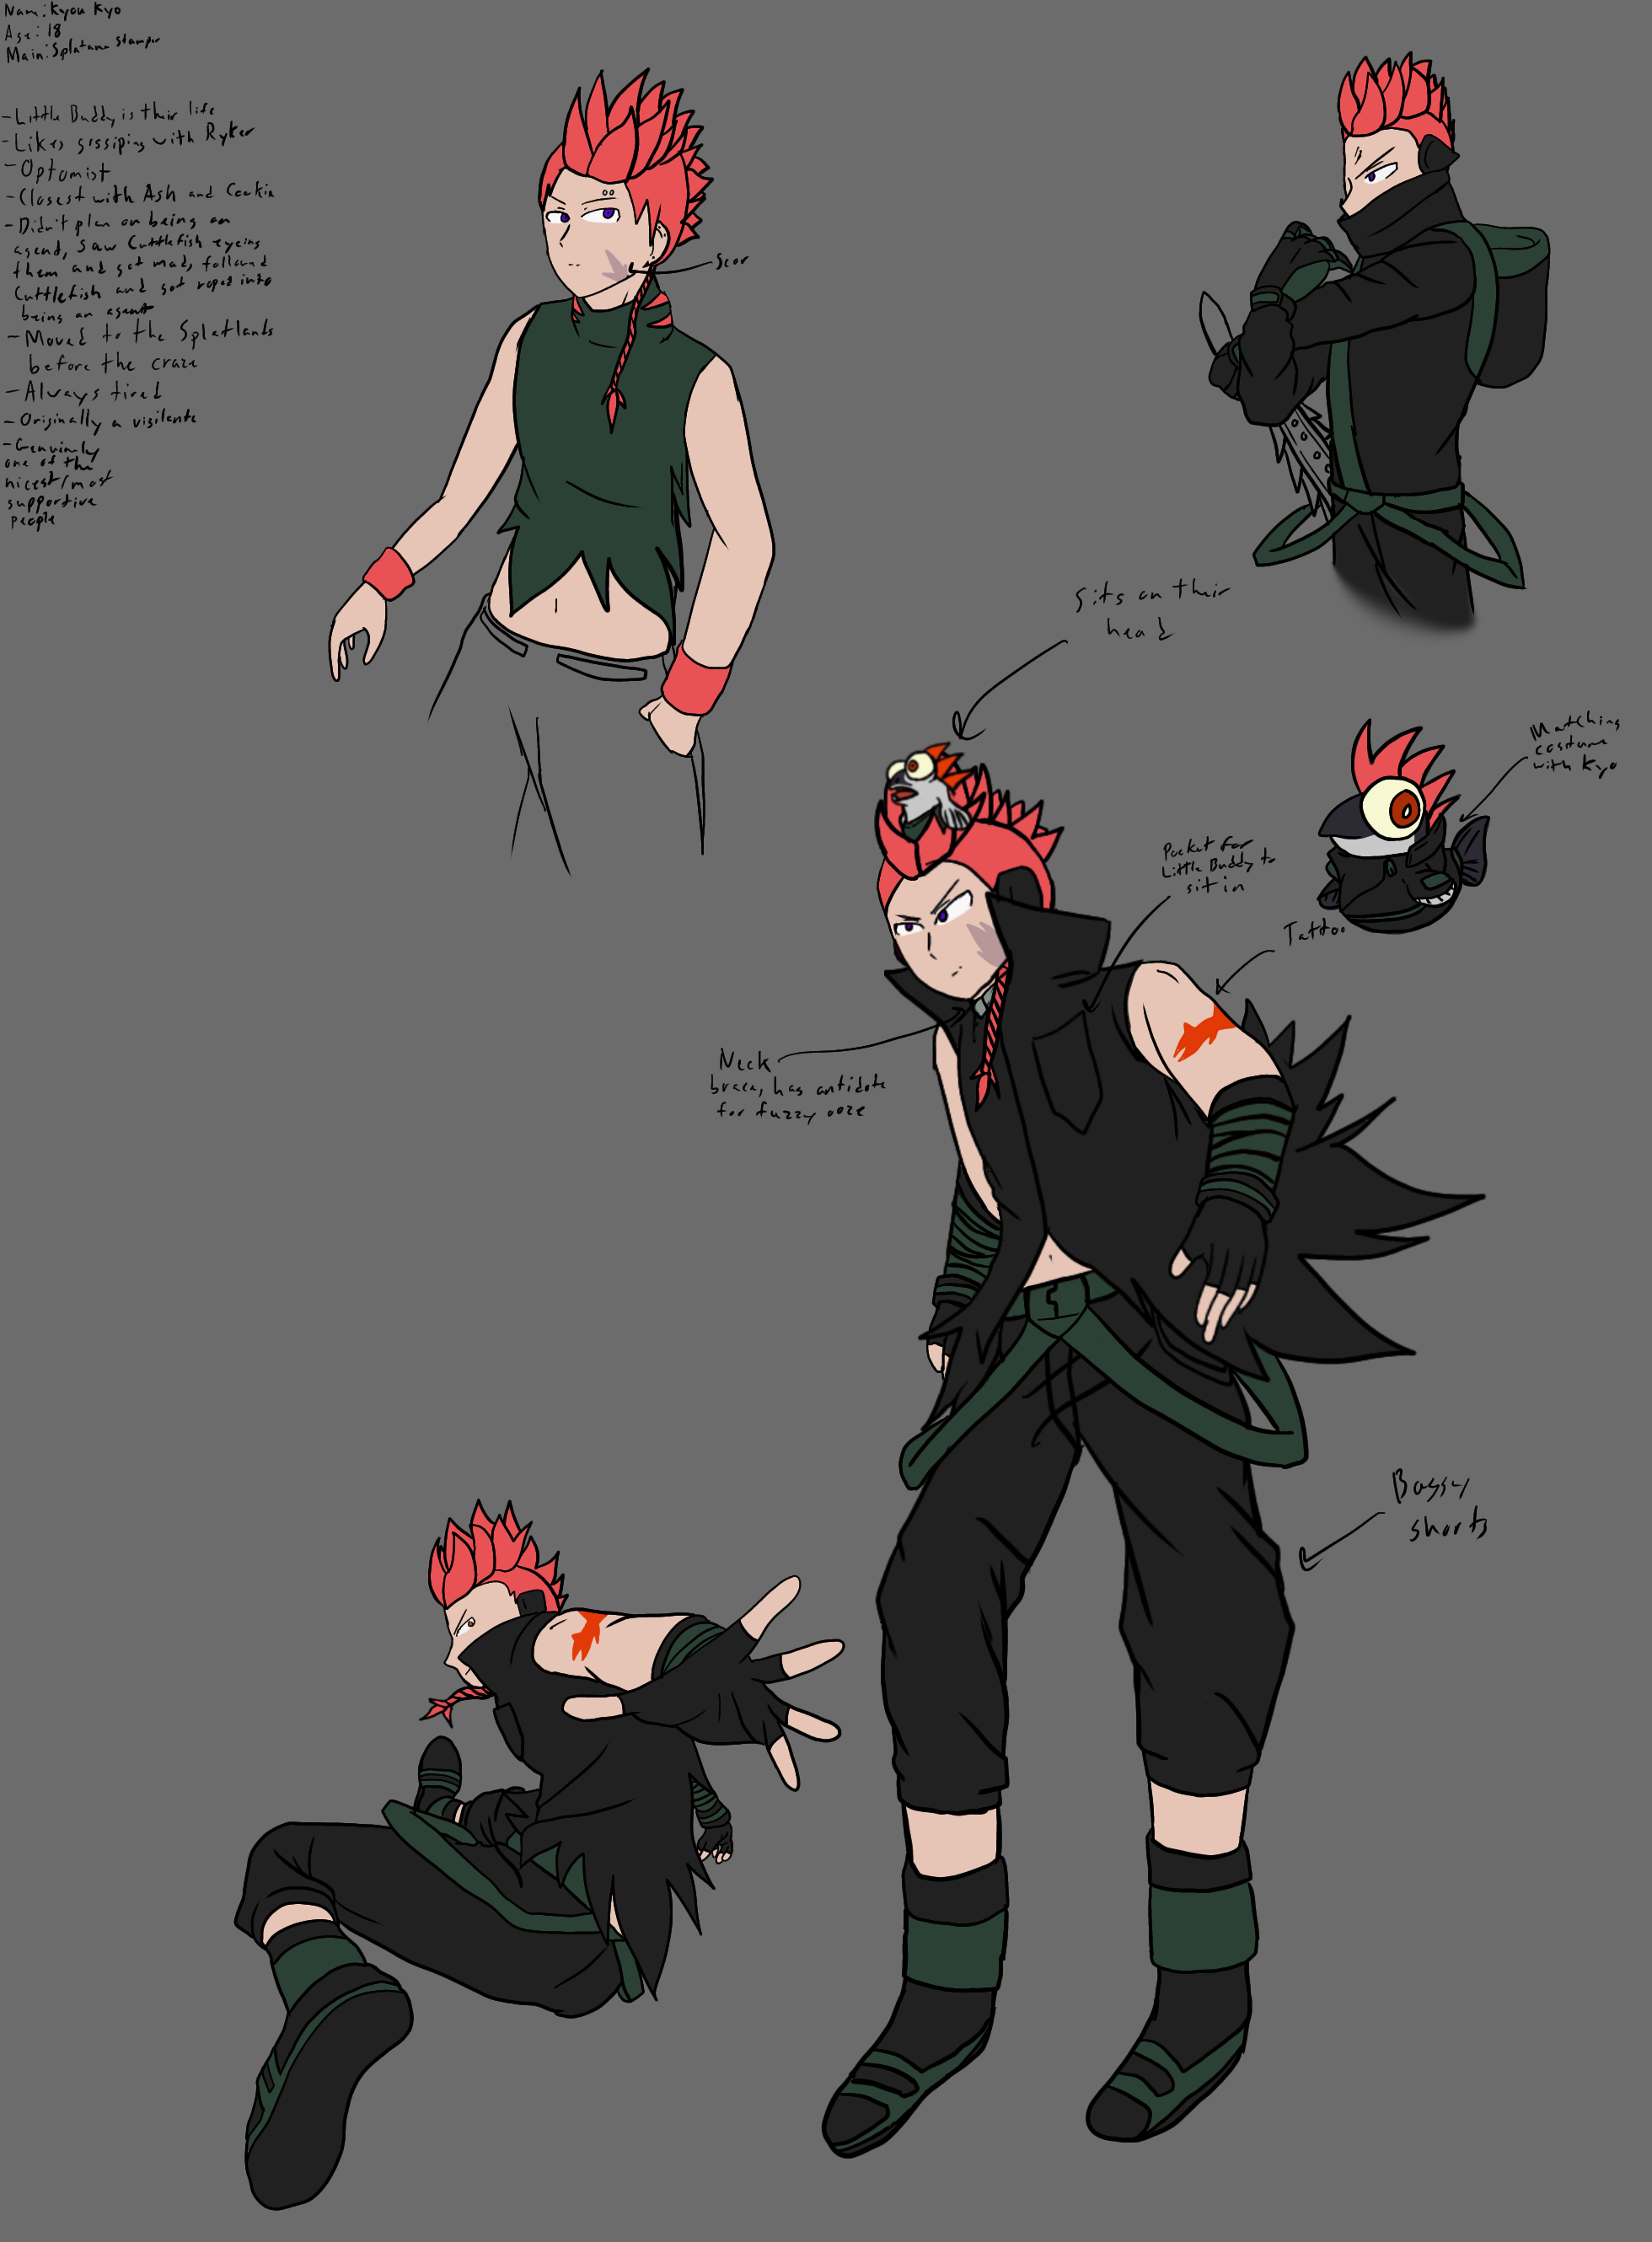 Nam: Kyou Kyo
Age: 18
Main: Splatana Stamper
- Little Buddy is their life
- Likes gossiping with Ryker
- Optomist
- Closest with Ash and Cookie
- Didn't plan on being an
agent, saw Cuttlefish eyeing
them and got mad, followed
Cuttlefish and got roped into
being an agent
- Moved to the Splatlands
before the craze
- Always tired
- Originally a vigilante
- Genuinely
one of the
nicest/most
supportive
people
Scar
Sits on their
head
Matching
costume
with Kyo
Pocket for
Little Buddy to
sit in
Tattoo
Neck
brace, has antidote
for fuzzy ooze
Baggy
shorts